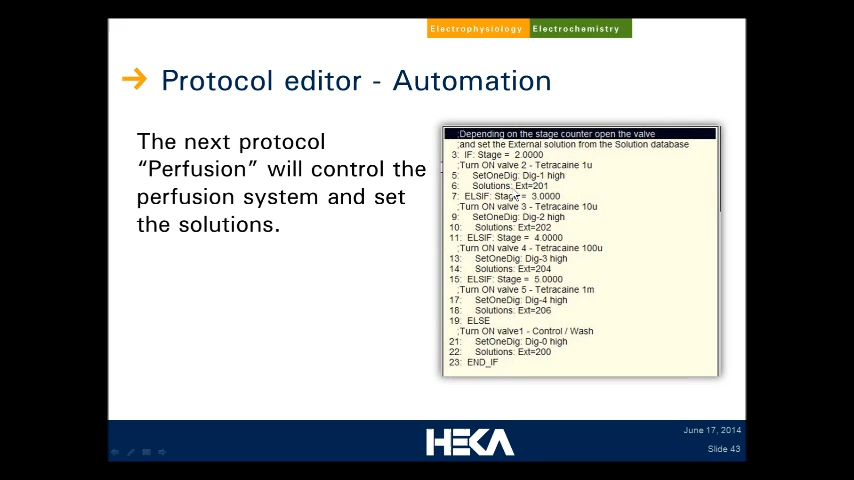 Electrophysiology Electrochemistry
Protocol editor - Automation
The next protocol
“Perfusion” will control the
perfusion system and set
the solutions.
;Depending on the stage counter open the valve
;and set the External solution from the Solution database
3: IF: Stage = 2.0000
;Turn ON valve 2 - Tetracaine 1u
5: SetOneDig: Dig-1 high
6: Solutions: Ext=201
7: ELSIF: Stage = 3.0000
;Turn ON valve 3 - Tetracaine 10u
9: SetOneDig: Dig-2 high
10: Solutions: Ext=202
11: ELSIF: Stage = 4.0000
;Turn ON valve 4 - Tetracaine 100u
13: SetOneDig: Dig-3 high
14: Solutions: Ext=204
15: ELSIF: Stage = 5.0000
;Turn ON valve 5 - Tetracaine 1m
17: SetOneDig: Dig-4 high
18: Solutions: Ext=206
19: ELSE
;Turn ON valve1 - Control / Wash
21: SetOneDig: Dig-0 high
22: Solutions: Ext=200
23: END_IF
HEKA
June 17, 2014
Slide 43